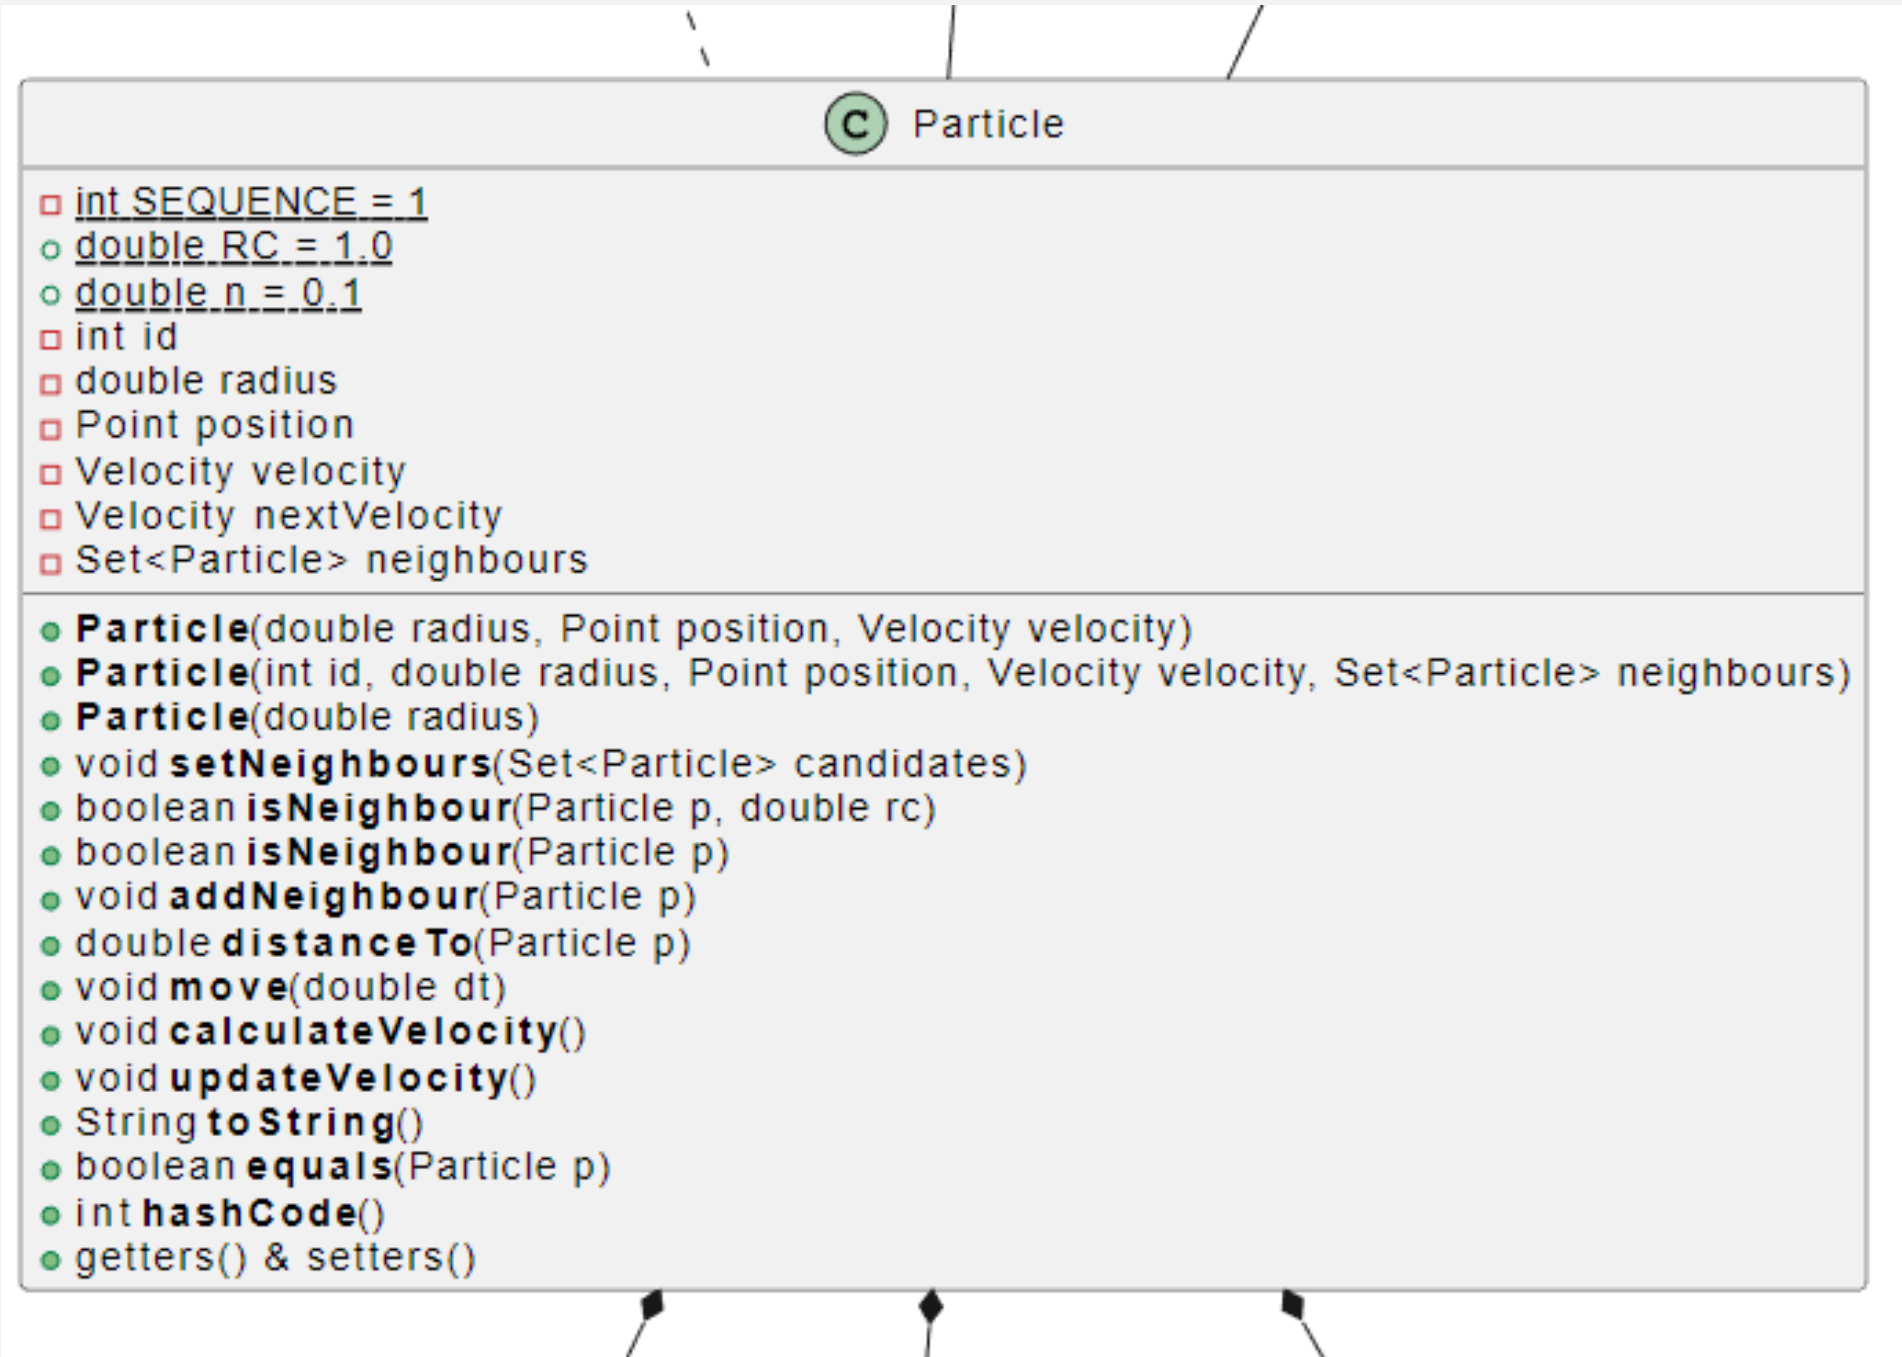 C Particle
int SEQUENCE = 1
double RC = 1.0
double n = 0.1
int id
double radius
Point position
Velocity velocity
Velocity nextVelocity
Set<Particle> neighbours
Particle(double radius, Point position, Velocity velocity)
Particle(int id, double radius, Point position, Velocity velocity, Set<Particle> neighbours)
Particle(double radius)
void setNeighbours(Set<Particle> candidates)
boolean isNeighbour(Particle p, double rc)
boolean isNeighbour(Particle p)
void addNeighbour(Particle p)
double distanceTo(Particle p)
void move(double dt)
void calculateVelocity()
void updateVelocity()
String toString()
boolean equals(Particle p)
int hashCode()
getters() & setters()